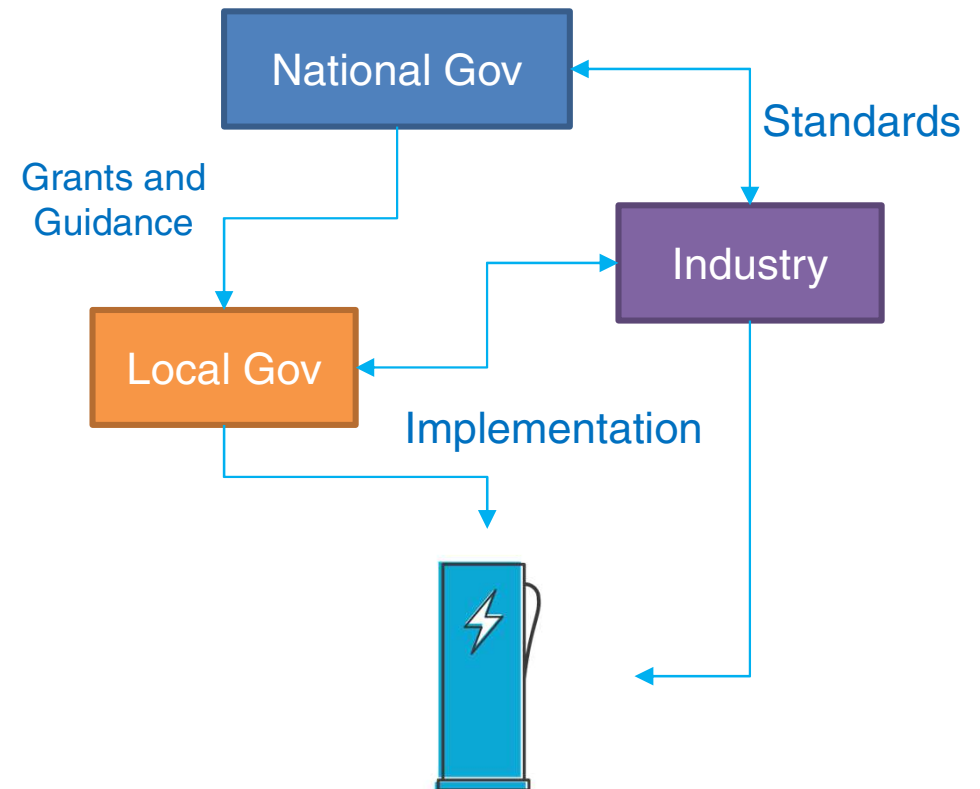 National Gov
Standards
Grants and
Guidance
Industry
Local Gov
Implementation